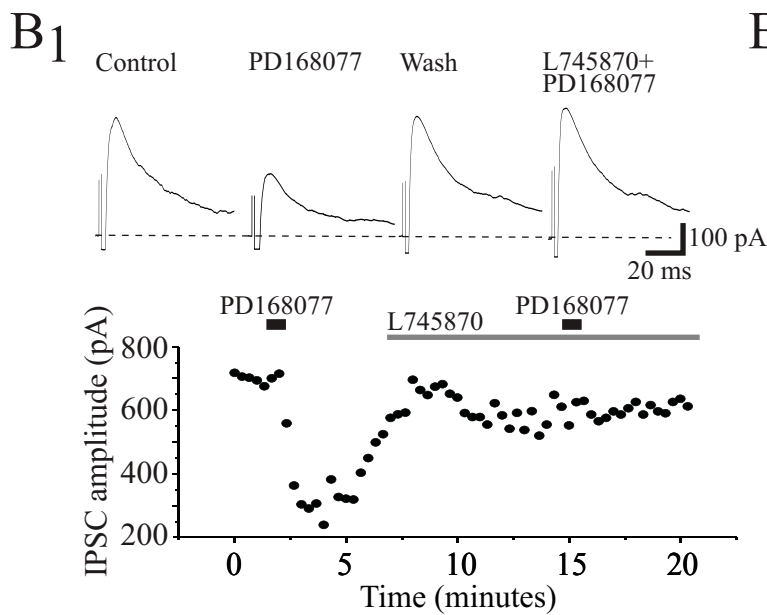 B1
E
Control
PD168077
Wash
L745870+
PD168077
100 pA
20 ms
PD168077
L745870
PD168077
IPSC amplitude (pA)
800
600
400
200
0
5
10
15
20
Time (minutes)